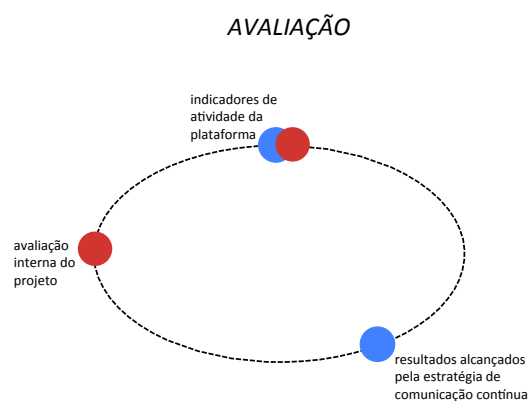 AVALIAÇÃO
indicadores de
atividade da
plataforma
avaliação
interna do
projeto
resultados alcançados
pela estratégia de
comunicação contínua